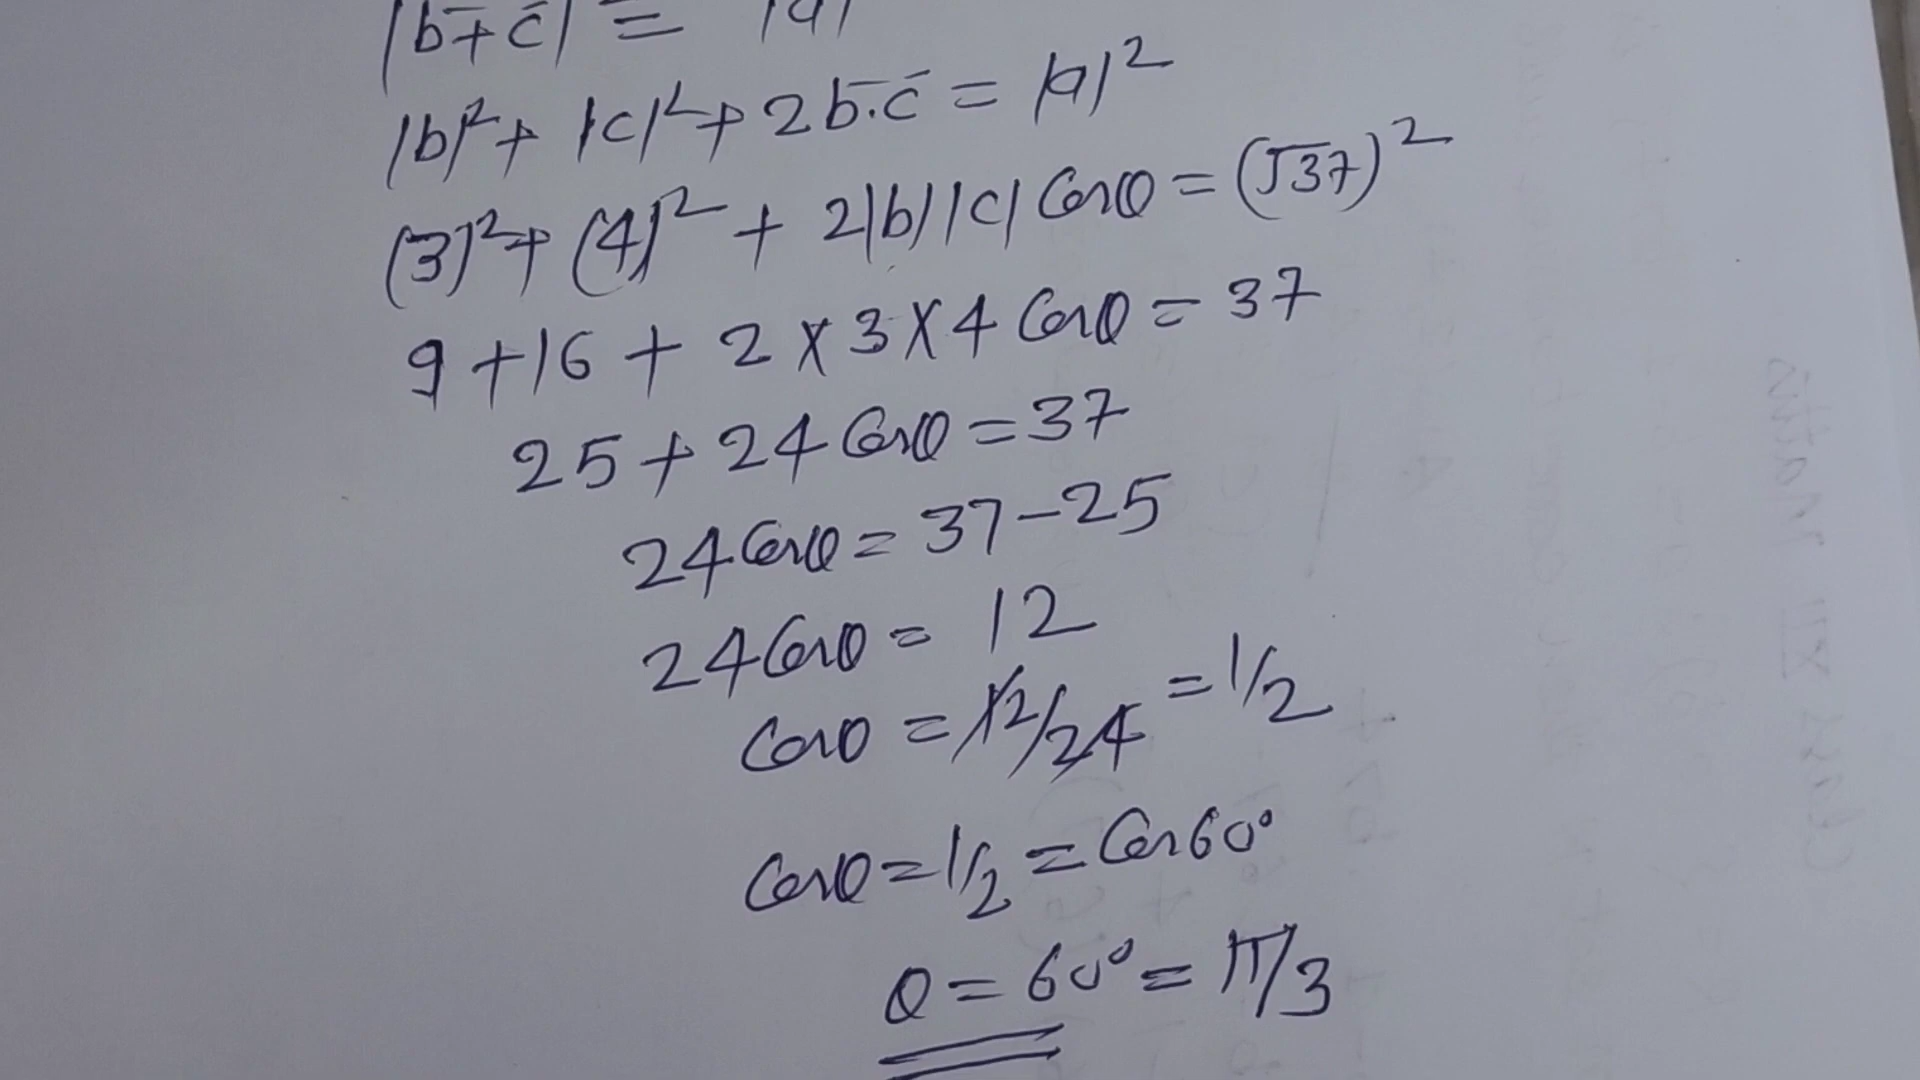 |b̄+c̄| = |a|
|b|²+ |c|²+ 2b̄.c̄ = |a|²
(3)²+ (4)² + 2|b||c| Cosθ = (√37)²
9 +16 + 2 x 3 x 4 Cosθ = 37
25 + 24 Cosθ = 37
24 Cosθ = 37-25
24 Cosθ = 12
Cosθ = 12/24 = 1/2
Cosθ = 1/2 = Cos60°
θ = 60° = π/3